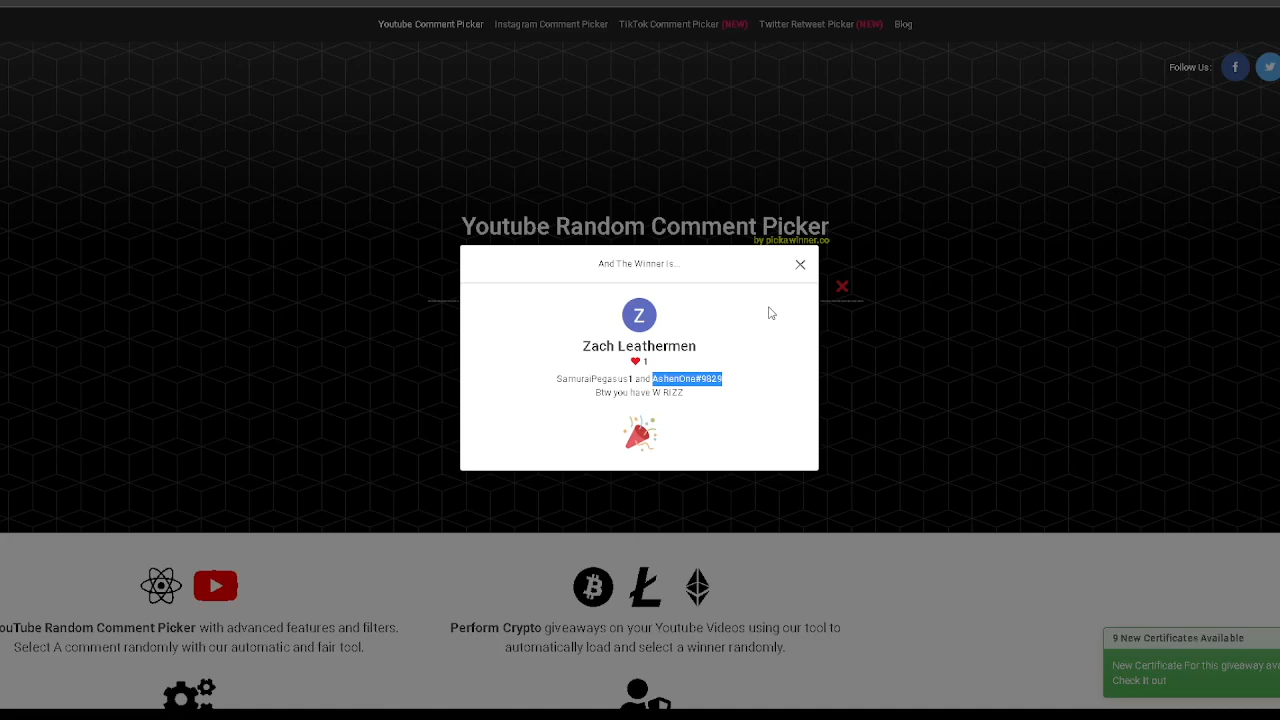 Youtube Comment Picker Instagram Comment Picker TikTok Comment Picker (NEW) Twitter Retweet Picker (NEW) Blog
Follow Us:
Youtube Random Comment Picker
by pickawinner.co
And The Winner Is...
Z
Zach Leathermen
1
SamuraiPegasus1 and AshenOne#9829
Btw you have W RIZZ
ouTube Random Comment Picker with advanced features and filters.
Select A comment randomly with our automatic and fair tool.
Perform Crypto giveaways on your Youtube Videos using our tool to
automatically load and select a winner randomly.
9 New Certificates Available
New Certificate For this giveaway ava
Check It out